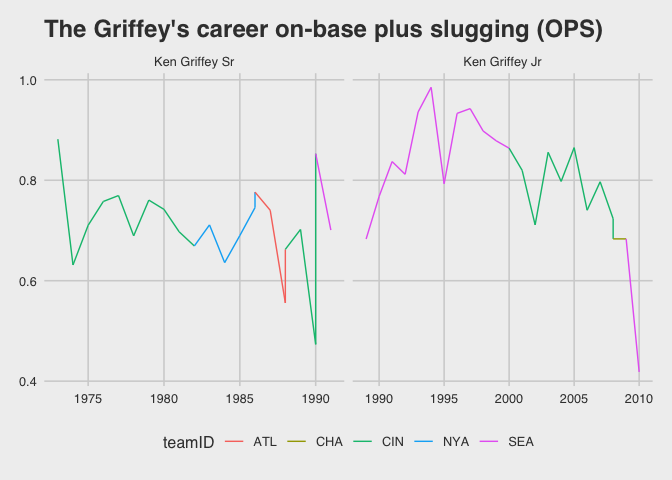 The Griffey's career on-base plus slugging (OPS)
Ken Griffey Sr
Ken Griffey Jr
1.0
0.8
0.6
0.4
1975 1980 1985 1990 1990 1995 2000 2005 2010
teamID ATL CHA CIN NYA SEA